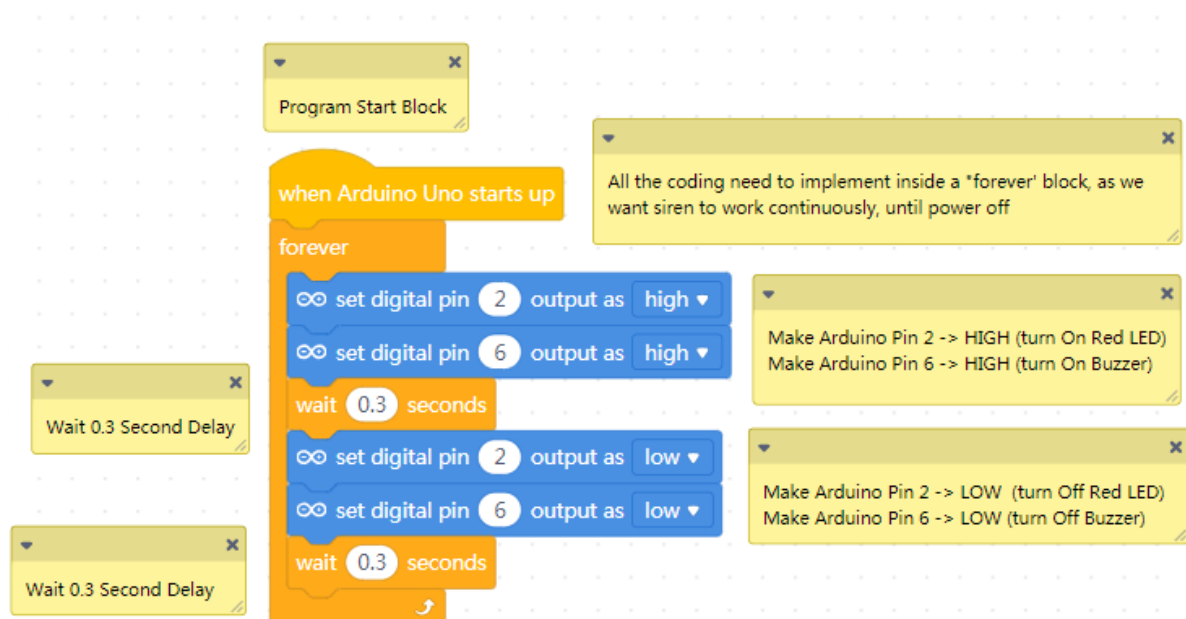 Program Start Block
when Arduino Uno starts up
All the coding need to implement inside a "forever' block, as we
want siren to work continuously, until power off
forever
set digital pin 2 output as high
set digital pin 6 output as high
Make Arduino Pin 2 -> HIGH (turn On Red LED)
Make Arduino Pin 6 -> HIGH (turn On Buzzer)
wait 0.3 seconds
Wait 0.3 Second Delay
set digital pin 2 output as low
set digital pin 6 output as low
Make Arduino Pin 2 -> LOW (turn Off Red LED)
Make Arduino Pin 6 -> LOW (turn Off Buzzer)
wait 0.3 seconds
Wait 0.3 Second Delay